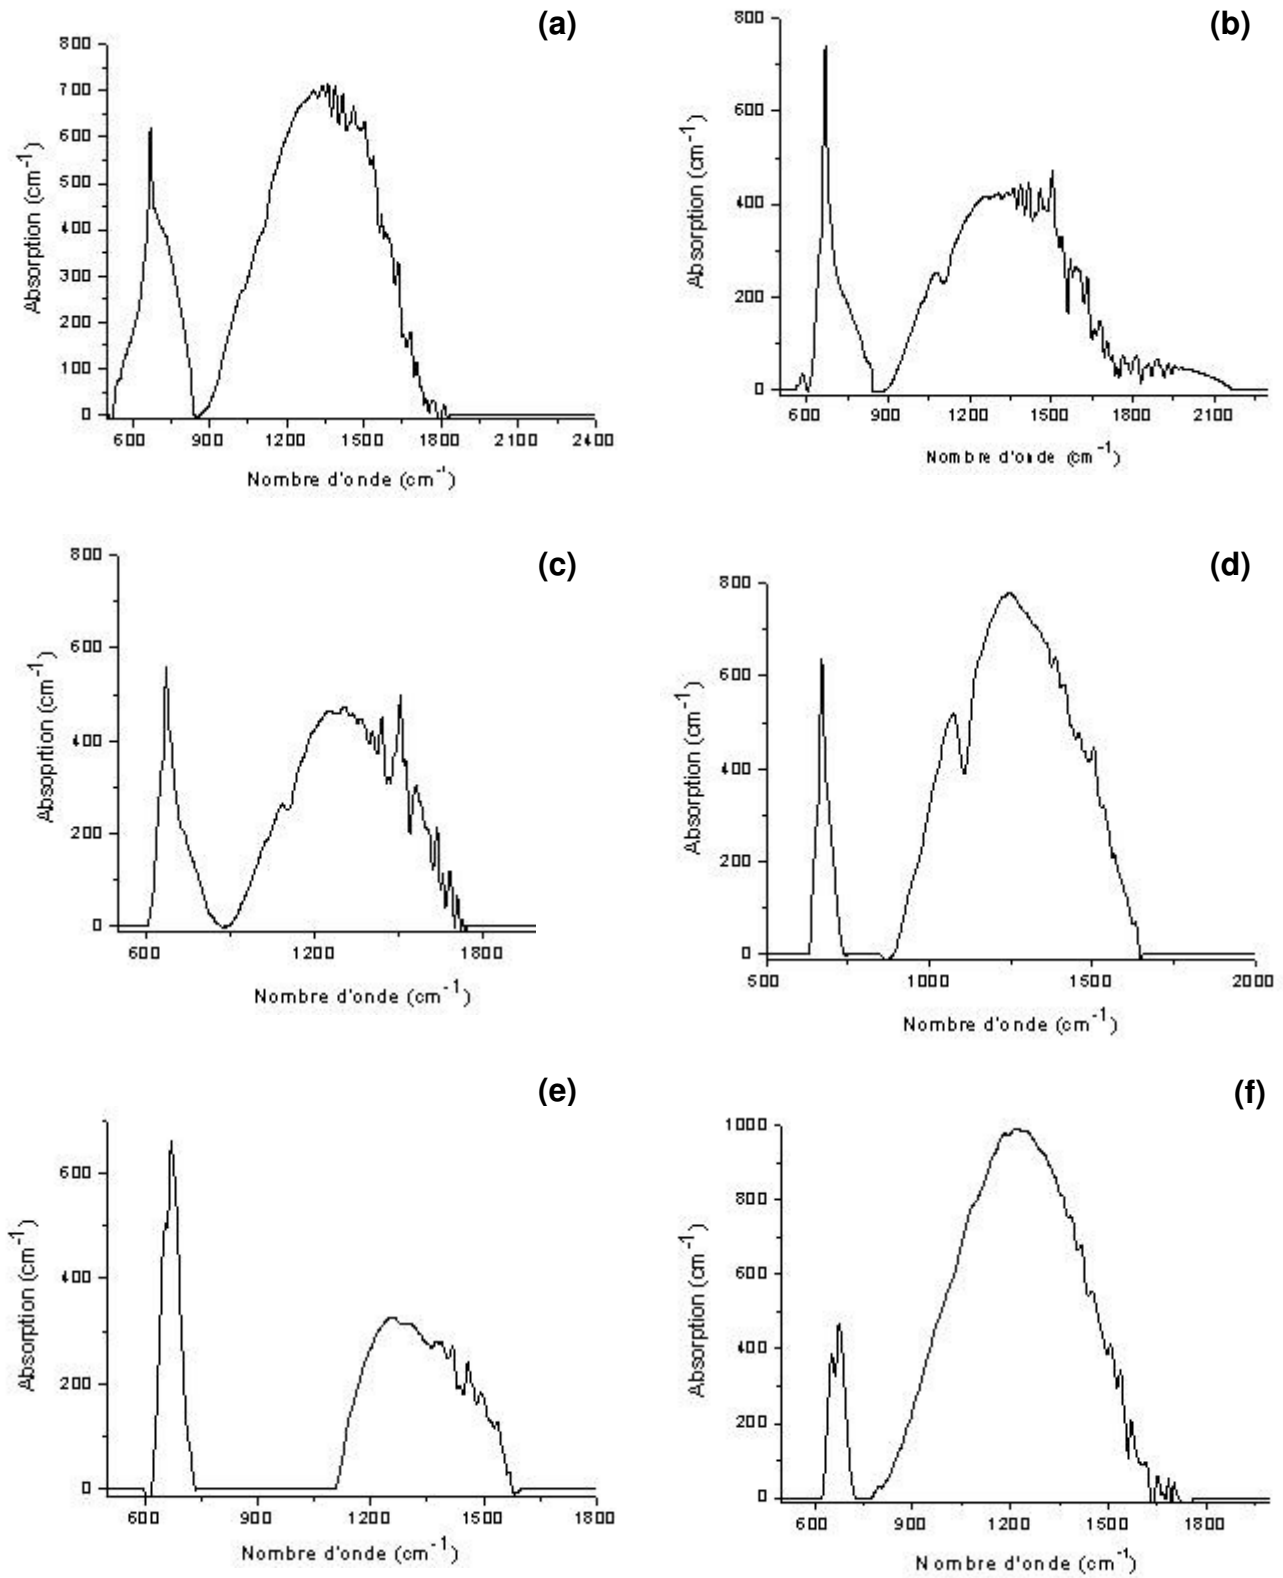 (a)
800
700
600
500
400
300
200
100
0
Absorption (cm⁻¹)
600 900 1200 1500 1800 2100 2400
Nombre d'onde (cm⁻¹)
(b)
800
600
400
200
0
Absorption (cm⁻¹)
600 900 1200 1500 1800 2100
Nombre d'onde (cm⁻¹)
(c)
800
600
400
200
0
Absoprition (cm⁻¹)
600 1200 1800
Nombre d'onde (cm⁻¹)
(d)
800
600
400
200
0
Absorption (cm⁻¹)
500 1000 1500 2000
Nombre d'onde (cm⁻¹)
(e)
600
400
200
0
Absorption (cm⁻¹)
600 900 1200 1500 1800
Nombre d'onde (cm⁻¹)
(f)
1000
800
600
400
200
0
Absorption (cm⁻¹)
600 900 1200 1500 1800
Nombre d'onde (cm⁻¹)